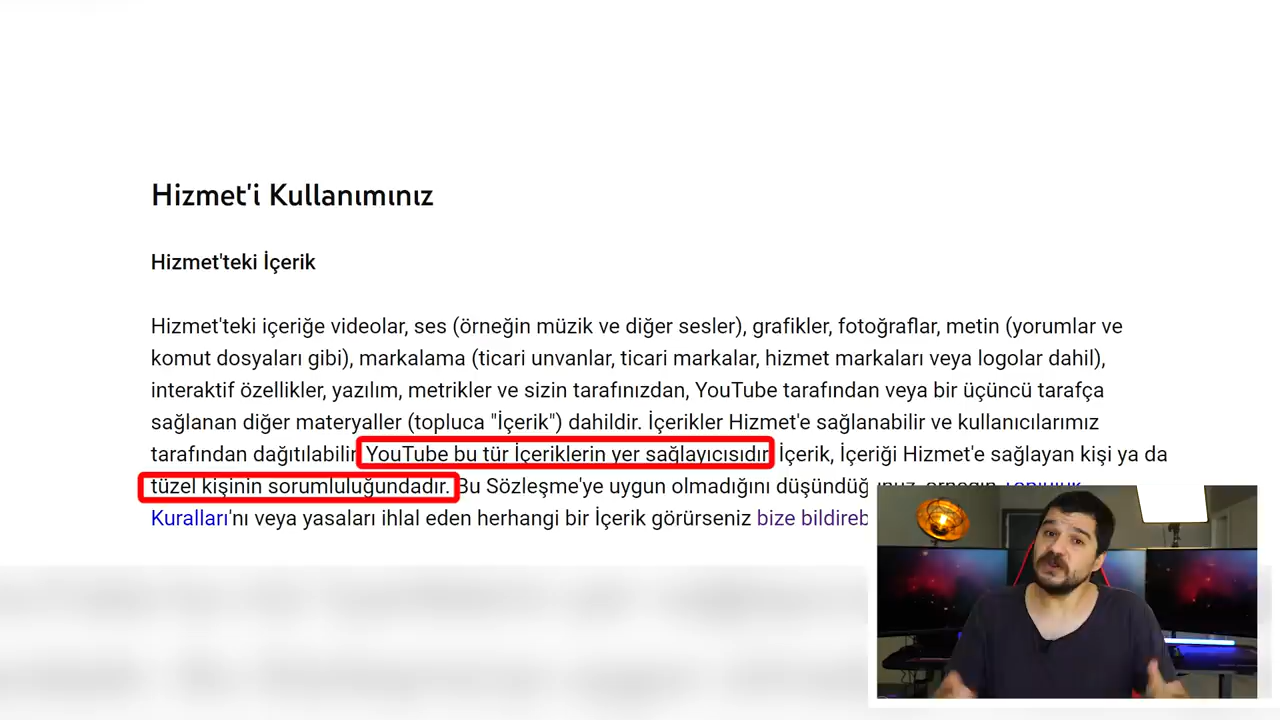 Hizmet'i Kullanımınız
Hizmet'teki İçerik
Hizmet'teki içeriğe videolar, ses (örneğin müzik ve diğer sesler), grafikler, fotoğraflar, metin (yorumlar ve
komut dosyaları gibi), markalama (ticari unvanlar, ticari markalar, hizmet markaları veya logolar dahil),
interaktif özellikler, yazılım, metrikler ve sizin tarafınızdan, YouTube tarafından veya bir üçüncü tarafça
sağlanan diğer materyaller (topluca "İçerik") dahildir. İçerikler Hizmet'e sağlanabilir ve kullanıcılarımız
tarafından dağıtılabilir YouTube bu tür İçeriklerin yer sağlayıcısıdır İçerik, İçeriği Hizmet'e sağlayan kişi ya da
tüzel kişinin sorumluluğundadır. Bu Sözleşme'ye uygun olmadığını
Kuralları'nı veya yasaları ihlal eden herhangi bir İçerik görürseniz bize